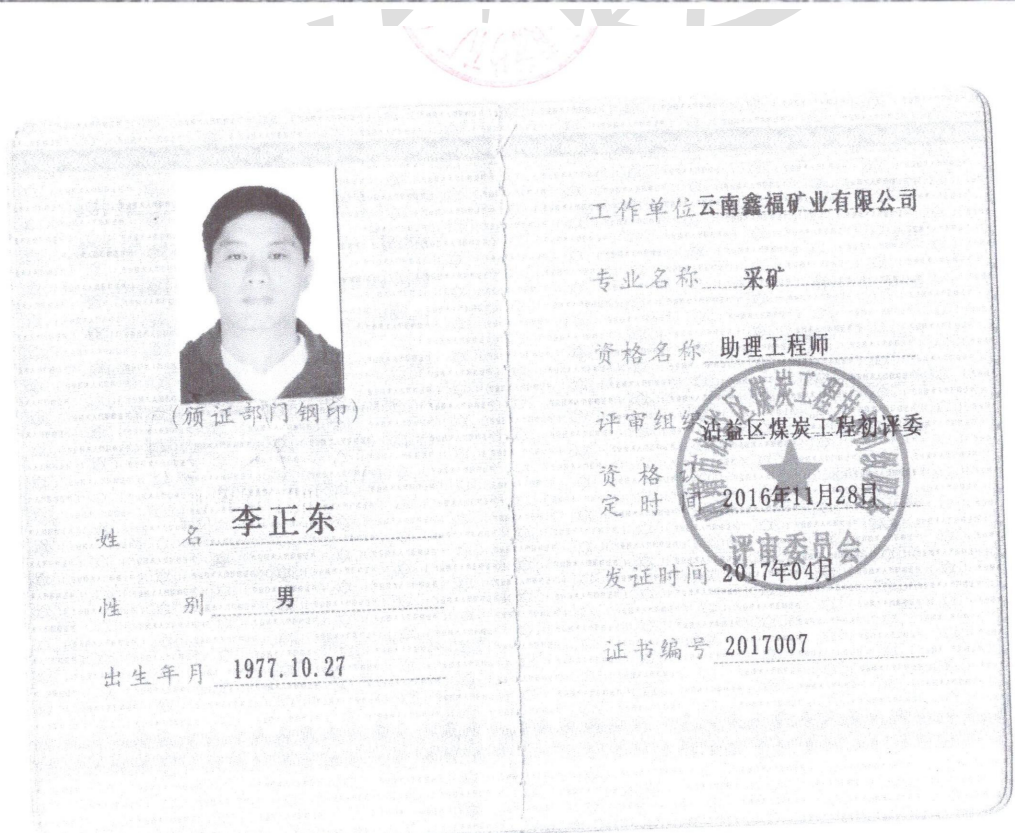 (颁证部门钢印)
姓 名 李正东
性 别 男
出生年月 1977.10.27
工作单位 云南鑫福矿业有限公司
专业名称 采矿
资格名称 助理工程师
评审组织 沾益区煤炭工程初评委
资格认
定时间 2016年11月28日
发证时间 2017年04月
证书编号 2017007
评审委员会